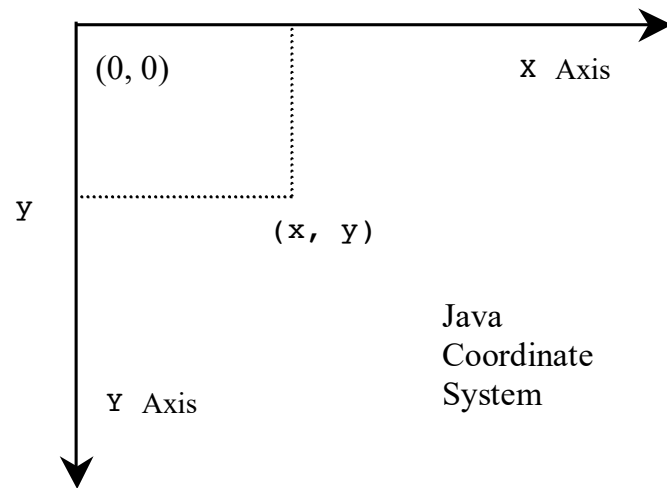 (0, 0)
X Axis
y
(x, y)
Java
Coordinate
System
Y Axis